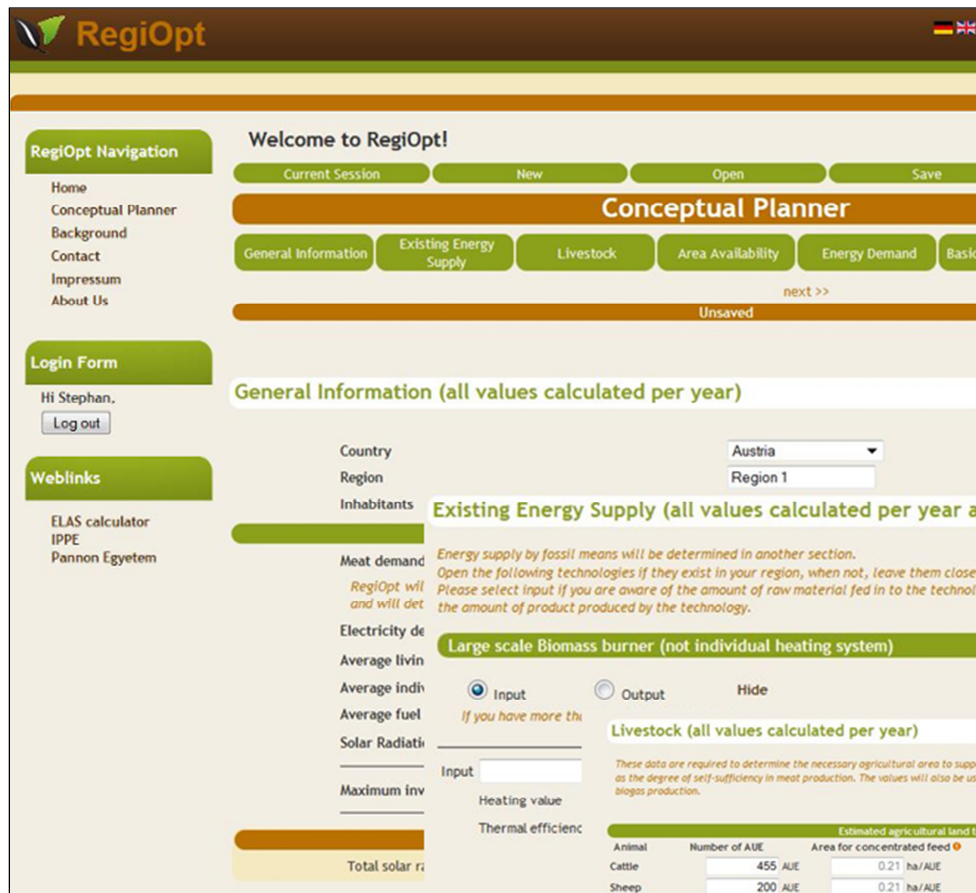 RegiOpt
RegiOpt Navigation
Home
Conceptual Planner
Background
Contact
Impressum
About Us
Login Form
Hi Stephan,
Log out
Weblinks
ELAS calculator
IPPE
Pannon Egyetem
Welcome to RegiOpt!
Current Session New Open Save
Conceptual Planner
General Information Existing Energy Supply Livestock Area Availability Energy Demand Basic
next >>
Unsaved
General Information (all values calculated per year)
Country Austria
Region Region 1
Inhabitants
Meat demand
RegiOpt wil
and will det
Electricity de
Average livin
Average indiv
Average fuel
Solar Radiati
Maximum inv
Total solar ra
Existing Energy Supply (all values calculated per year a
Energy supply by fossil means will be determined in another section.
Open the following technologies if they exist in your region, when not, leave them close
Please select input if you are aware of the amount of raw material fed in to the technol
the amount of product produced by the technology.
Large scale Biomass burner (not individual heating system)
Input Output Hide
If you have more tha
Input
Heating value
Thermal efficienc
Livestock (all values calculated per year)
These data are required to determine the necessary agricultural area to supp
as the degree of self-sufficiency in meat production. The values will also be us
biogas production.
Estimated agricultural land t
Animal Number of AUE Area for concentrated feed
Cattle 455 AUE 0.21 ha/AUE
Sheep 200 AUE 0.21 ha/AUE